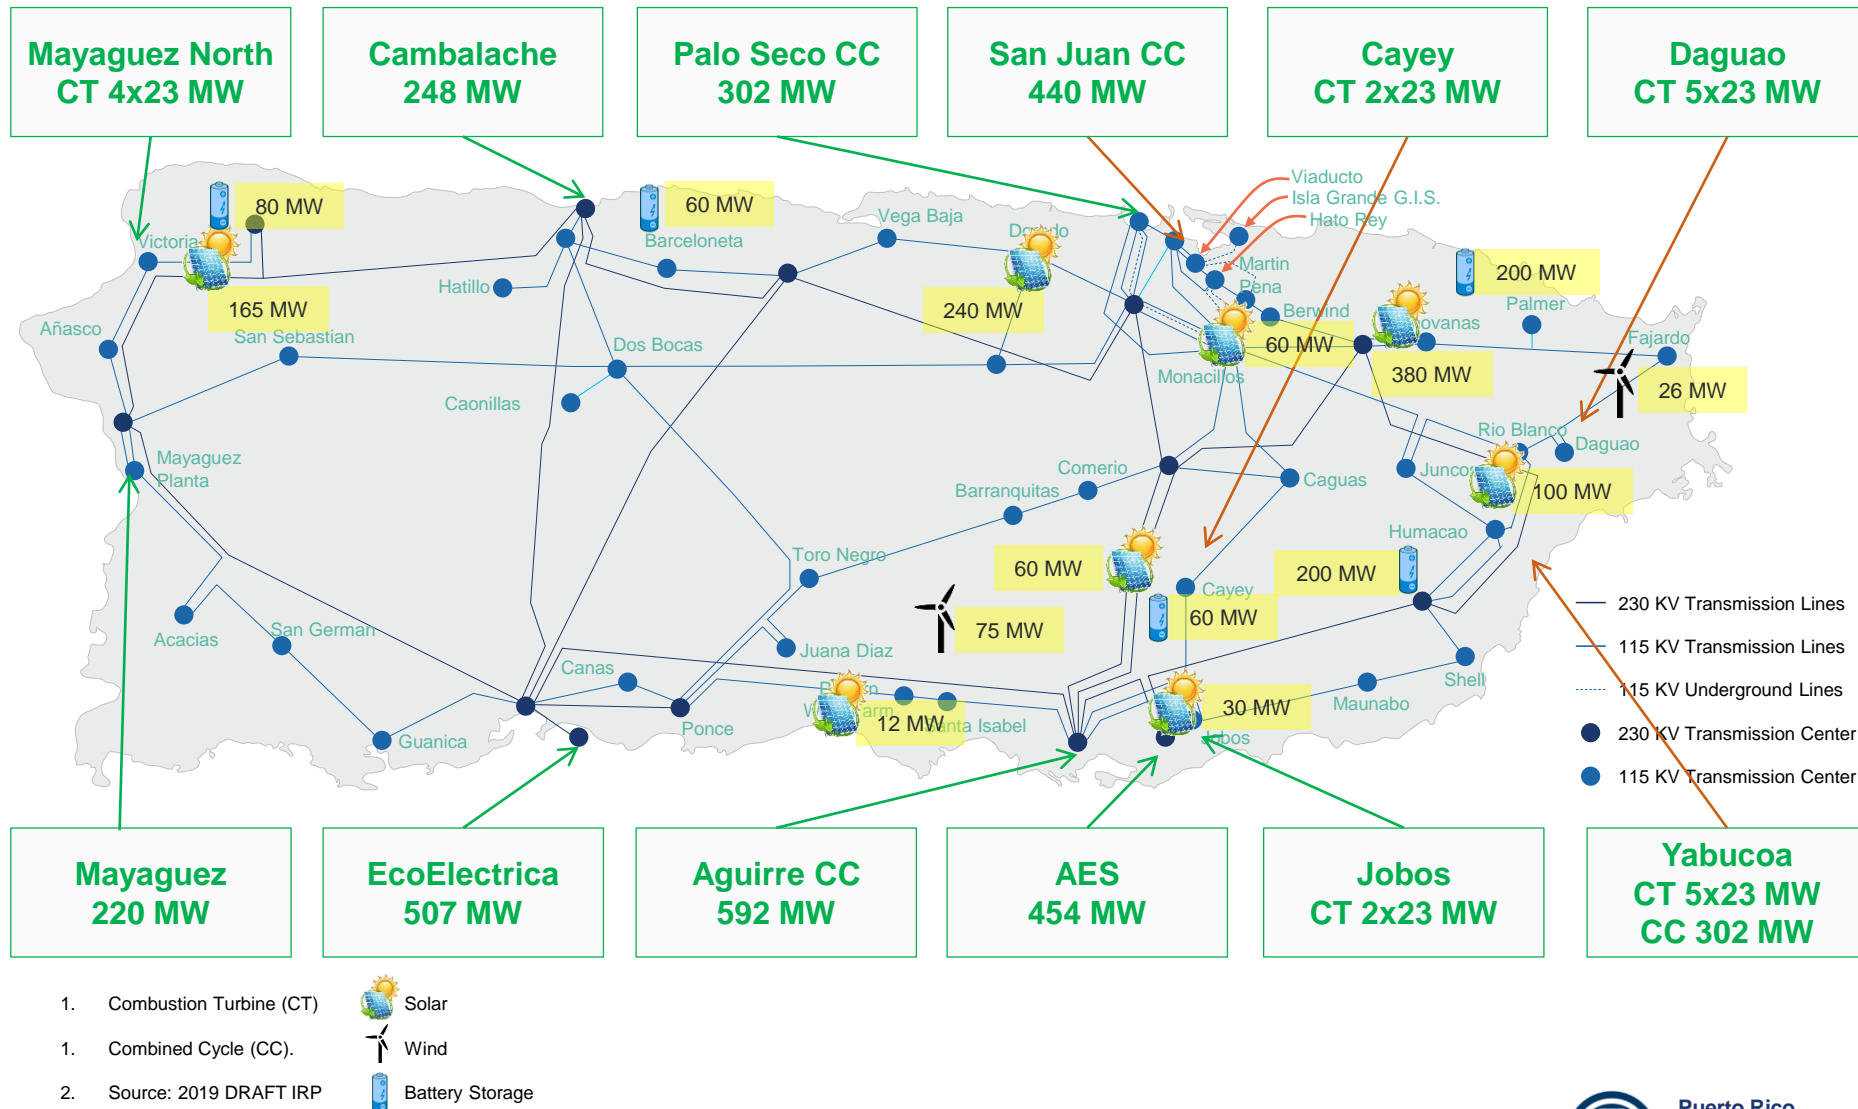 Mayaguez North
CT 4x23 MW
Cambalache
248 MW
Palo Seco CC
302 MW
San Juan CC
440 MW
Cayey
CT 2x23 MW
Daguao
CT 5x23 MW
Viaducto
Isla Grande G.I.S.
Hato Rey
80 MW
60 MW
Vega Baja
Victoria
Barceloneta
Martin
Pena
200 MW
Hatillo
165 MW
240 MW
Berwind
Palmer
Añasco
San Sebastian
Dos Bocas
60 MW
Fajardo
Monacillos
380 MW
26 MW
Caonillas
Rio Blanco
Daguao
Mayaguez
Planta
Comerio
Caguas
Juncos
Barranquitas
100 MW
Humacao
Toro Negro
60 MW
200 MW
Cayey
60 MW
75 MW
Acacias
San German
Juana Diaz
Canas
Shell
Maunabo
12 MW
Santa Isabel
30 MW
Ponce
Guanica
Jobos
230 KV Transmission Lines
115 KV Transmission Lines
115 KV Underground Lines
230 KV Transmission Center
115 KV Transmission Center
Mayaguez
220 MW
EcoElectrica
507 MW
Aguirre CC
592 MW
AES
454 MW
Jobos
CT 2x23 MW
Yabucoa
CT 5x23 MW
CC 302 MW
1. Combustion Turbine (CT)
1. Combined Cycle (CC).
2. Source: 2019 DRAFT IRP
Solar
Wind
Battery Storage
Puerto Rico